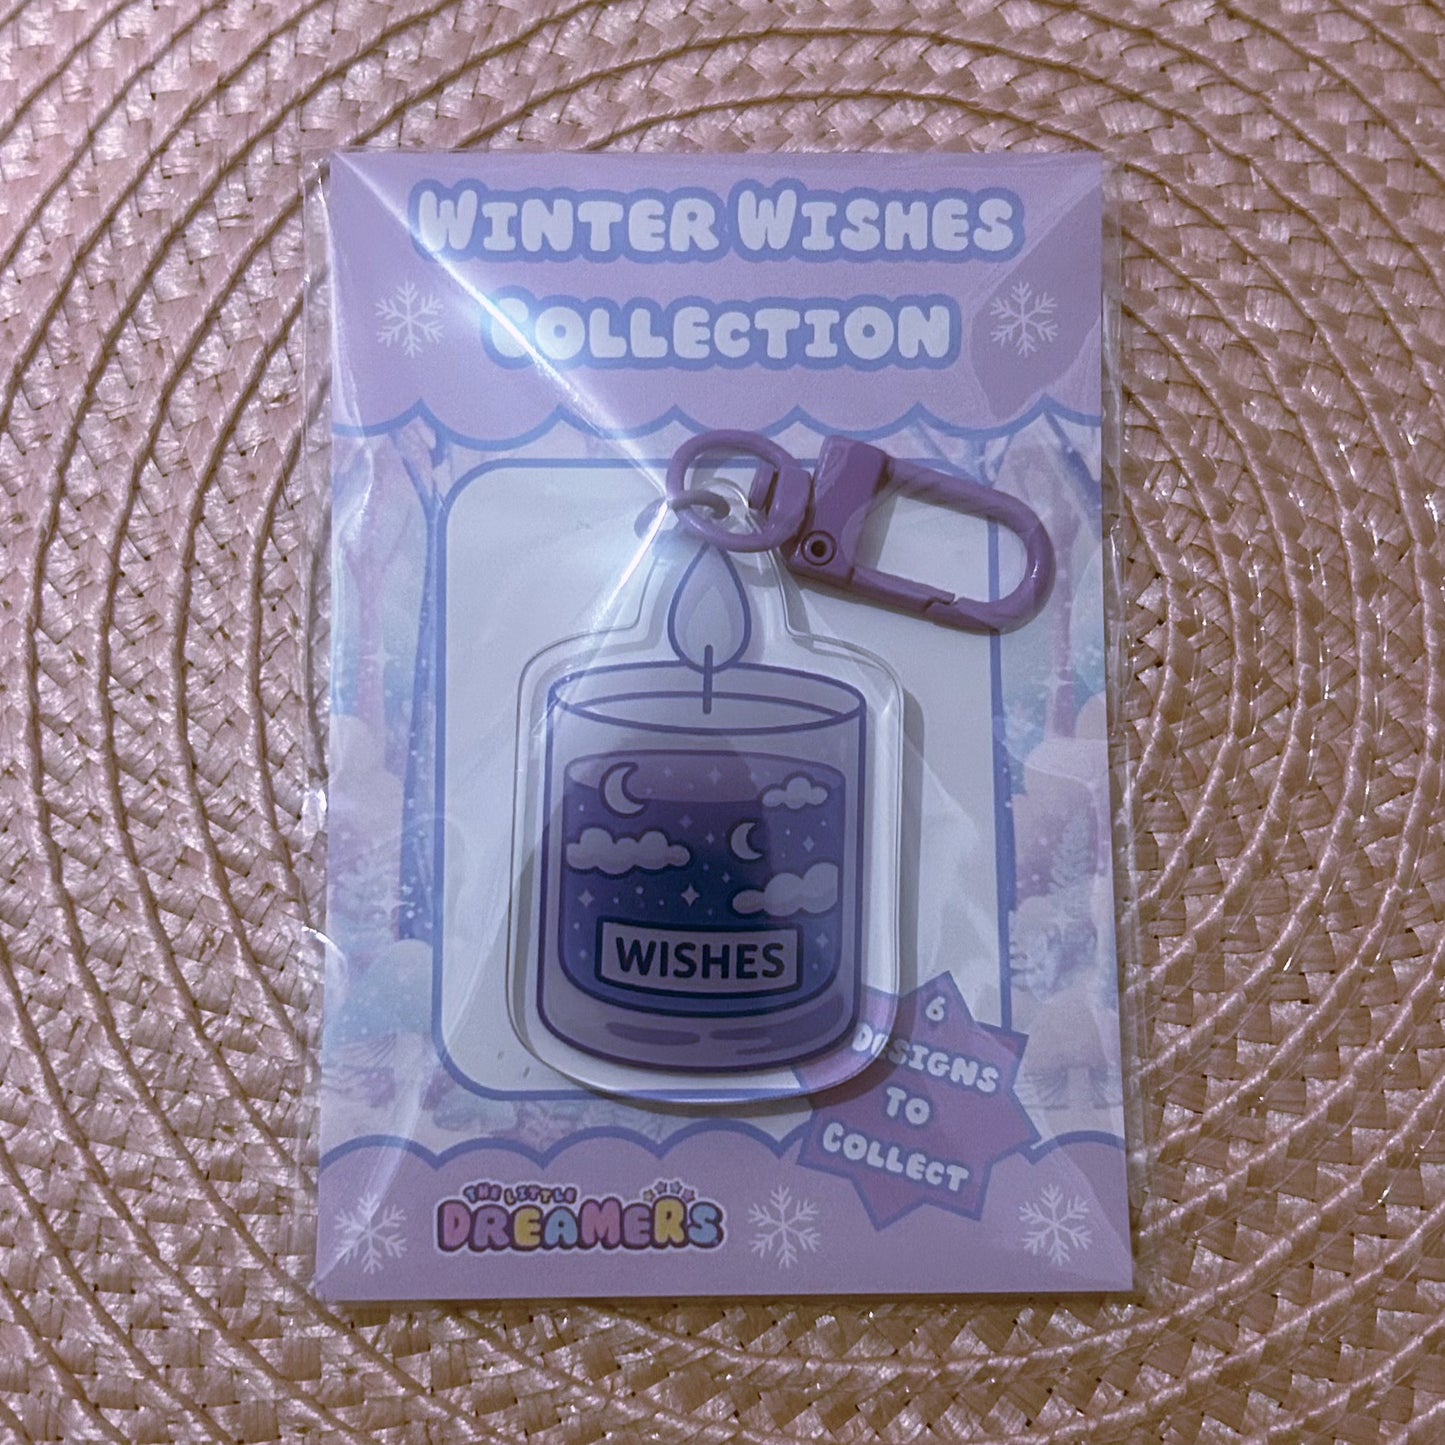 WINTER WISHES
COLLECTION
WISHES
6
DESIGNS
TO
COLLECT
THE LITTLE
DREAMERS